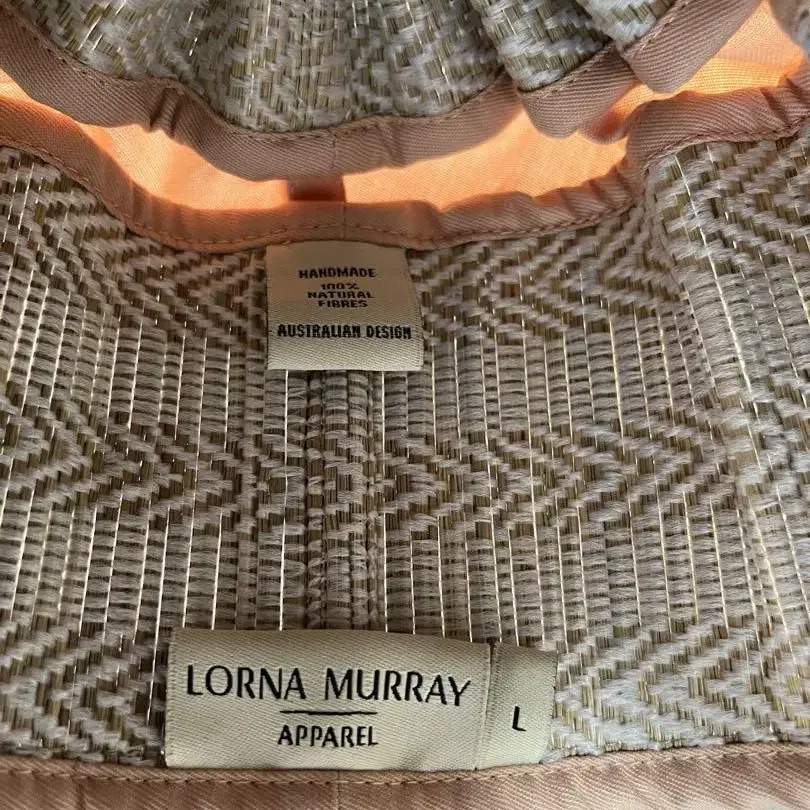 HANDMADE
100%
NATURAL
FIBRES
AUSTRALIAN DESIGN
LORNA MURRAY
APPAREL
L